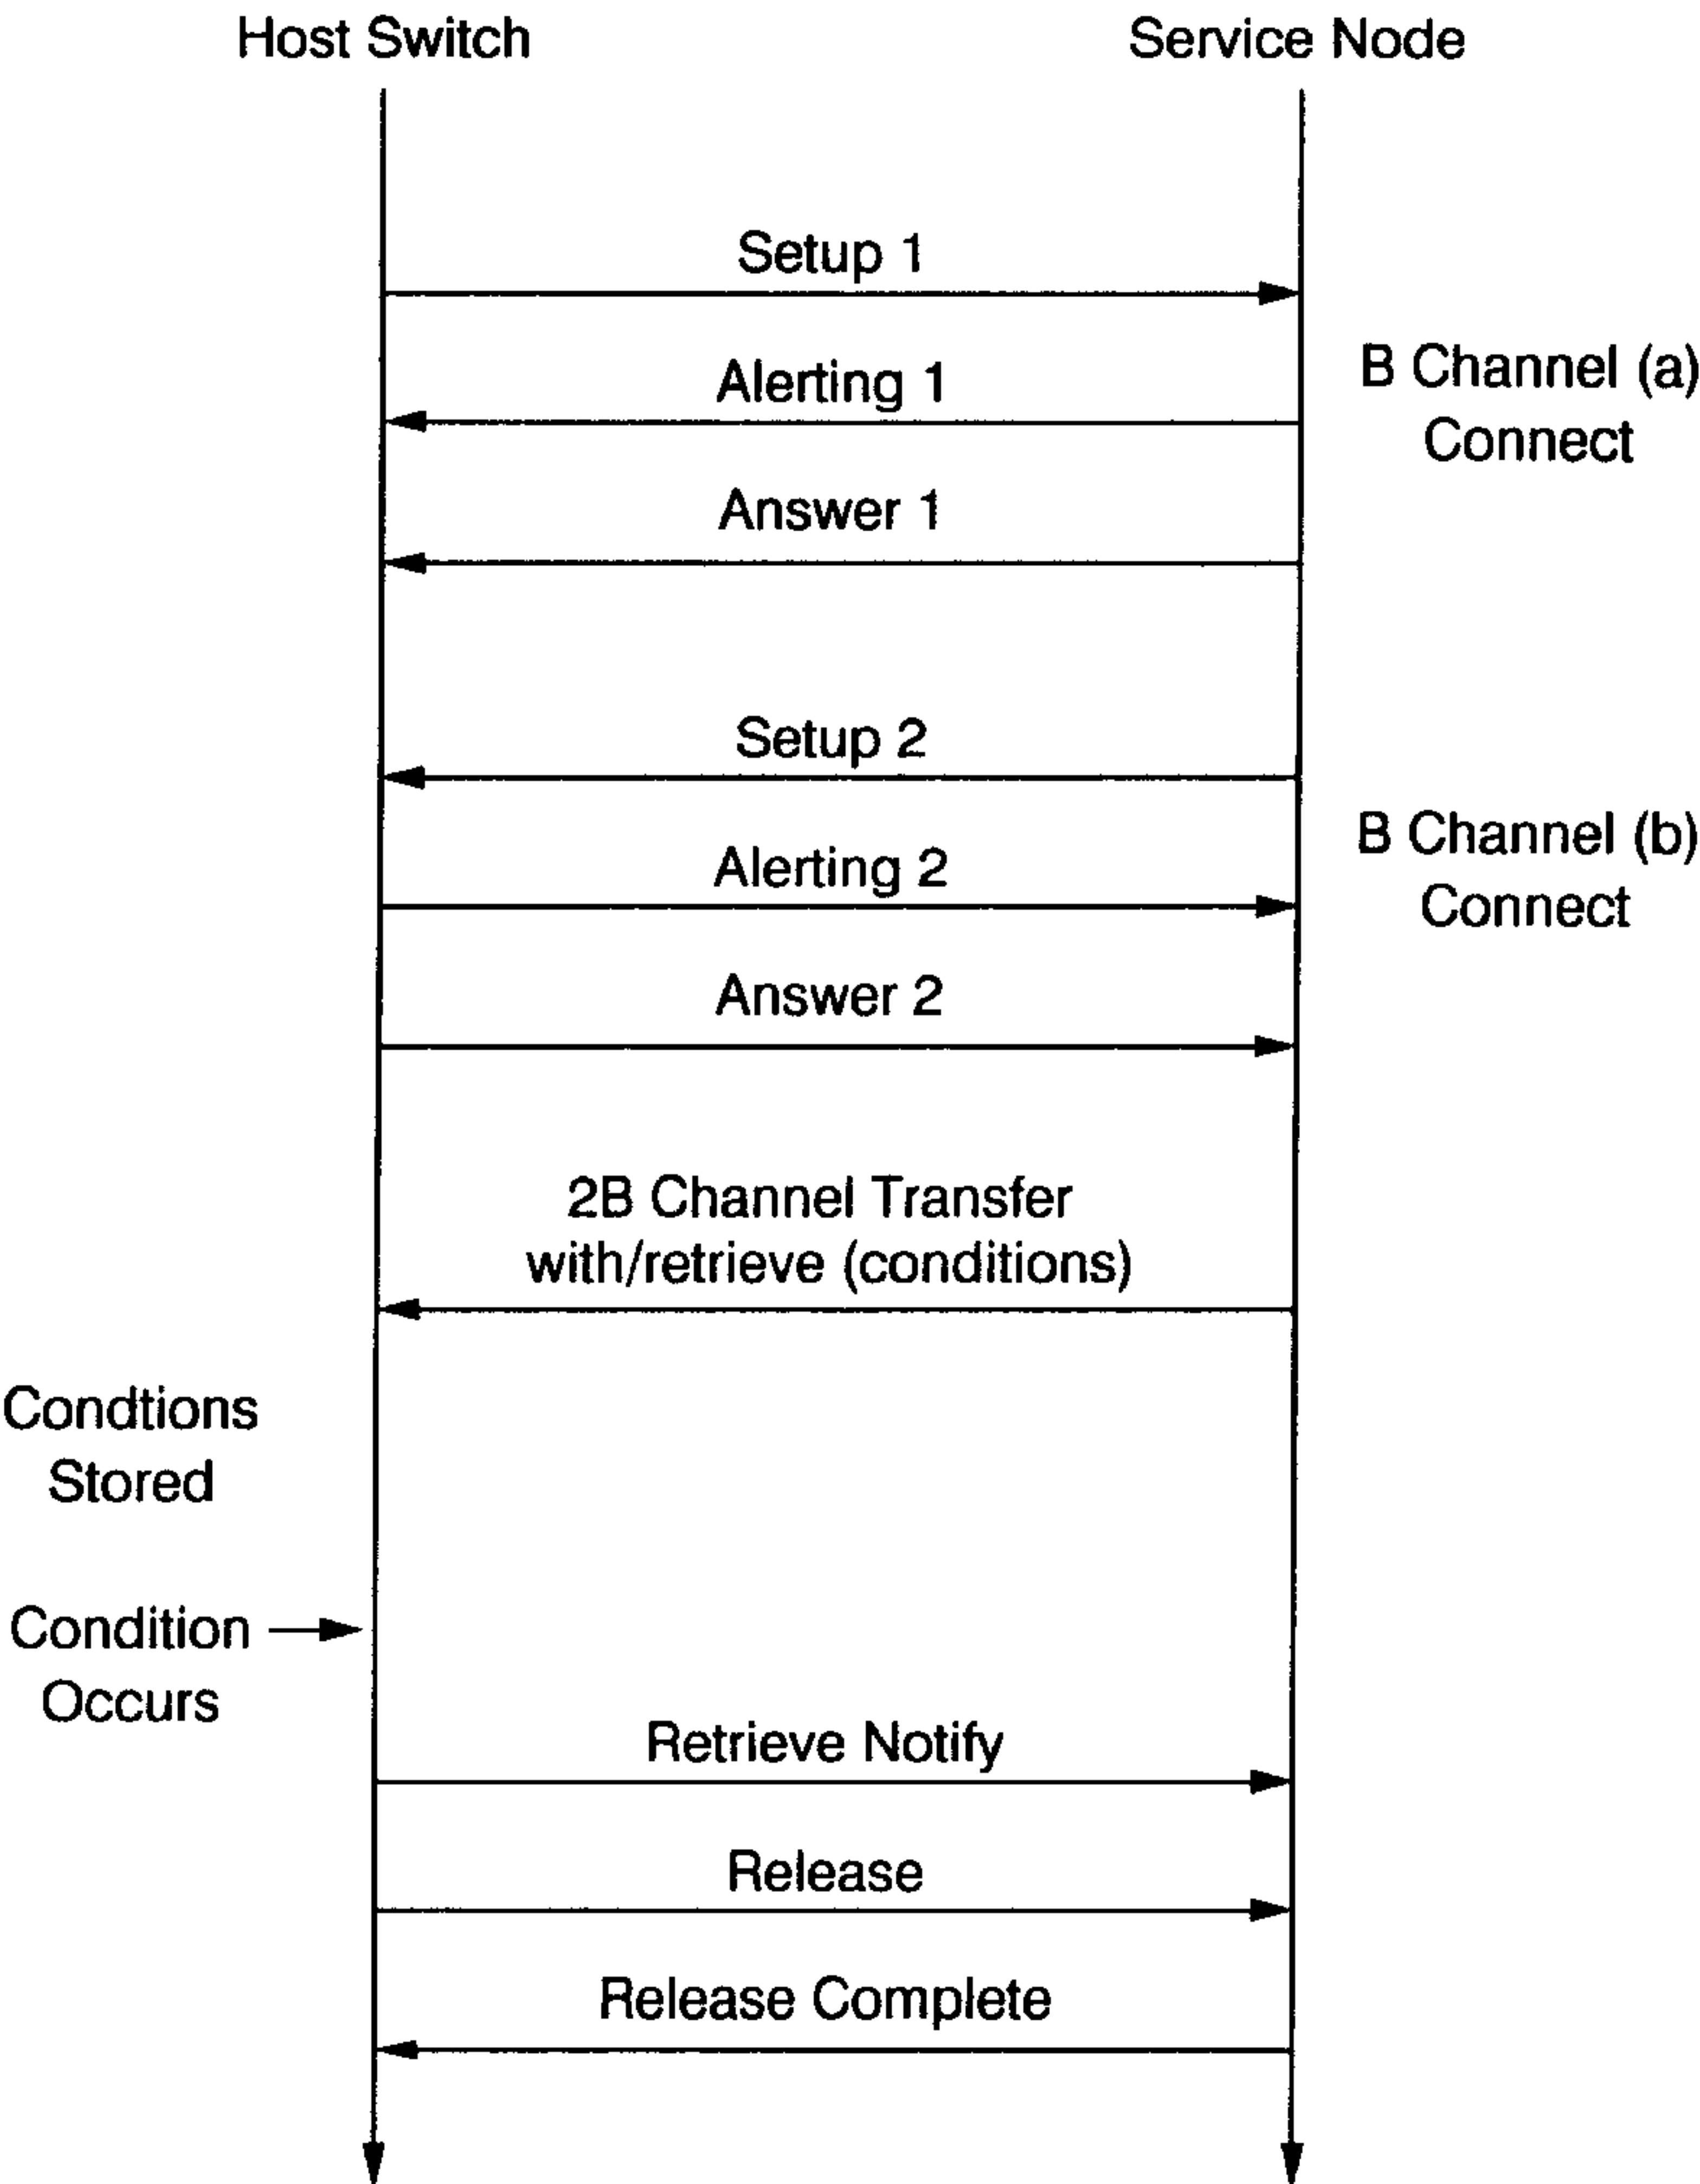 Host Switch
Service Node
Setup 1
Alerting 1
B Channel (a)
Connect
Answer 1
Setup 2
B Channel (b)
Alerting 2
Connect
Answer 2
2B Channel Transfer
with/retrieve (conditions)
Condtions
Stored
Condition
Occurs
Retrieve Notify
Release
Release Complete